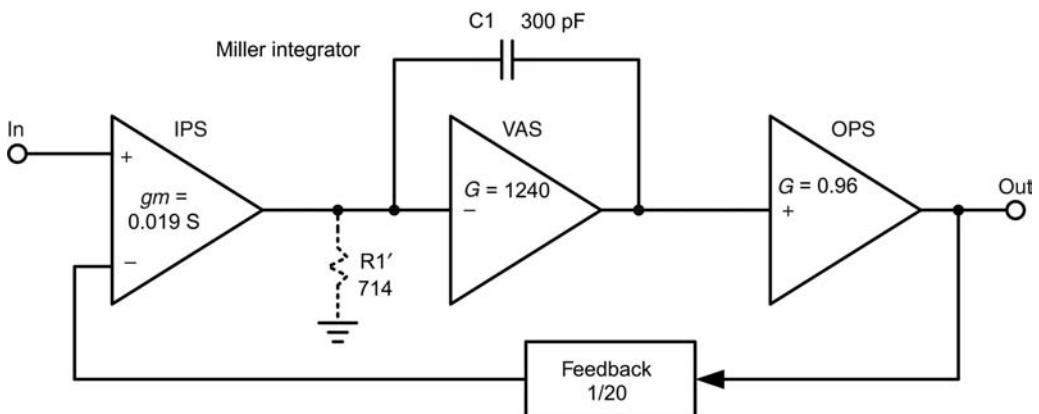 C1 300 pF
Miller integrator
In
IPS
VAS
OPS
+
gm =
0.019 S
−
G = 1240
−
G = 0.96
+
Out
R1′
714
Feedback
1/20